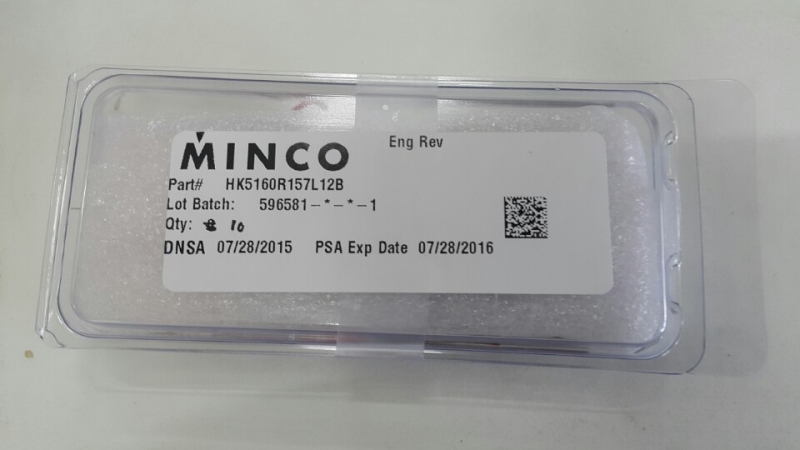 MINCO
Eng Rev
Part# HK5160R157L12B
Lot Batch: 596581-*-*-1
Qty: 10
DNSA 07/28/2015 PSA Exp Date 07/28/2016